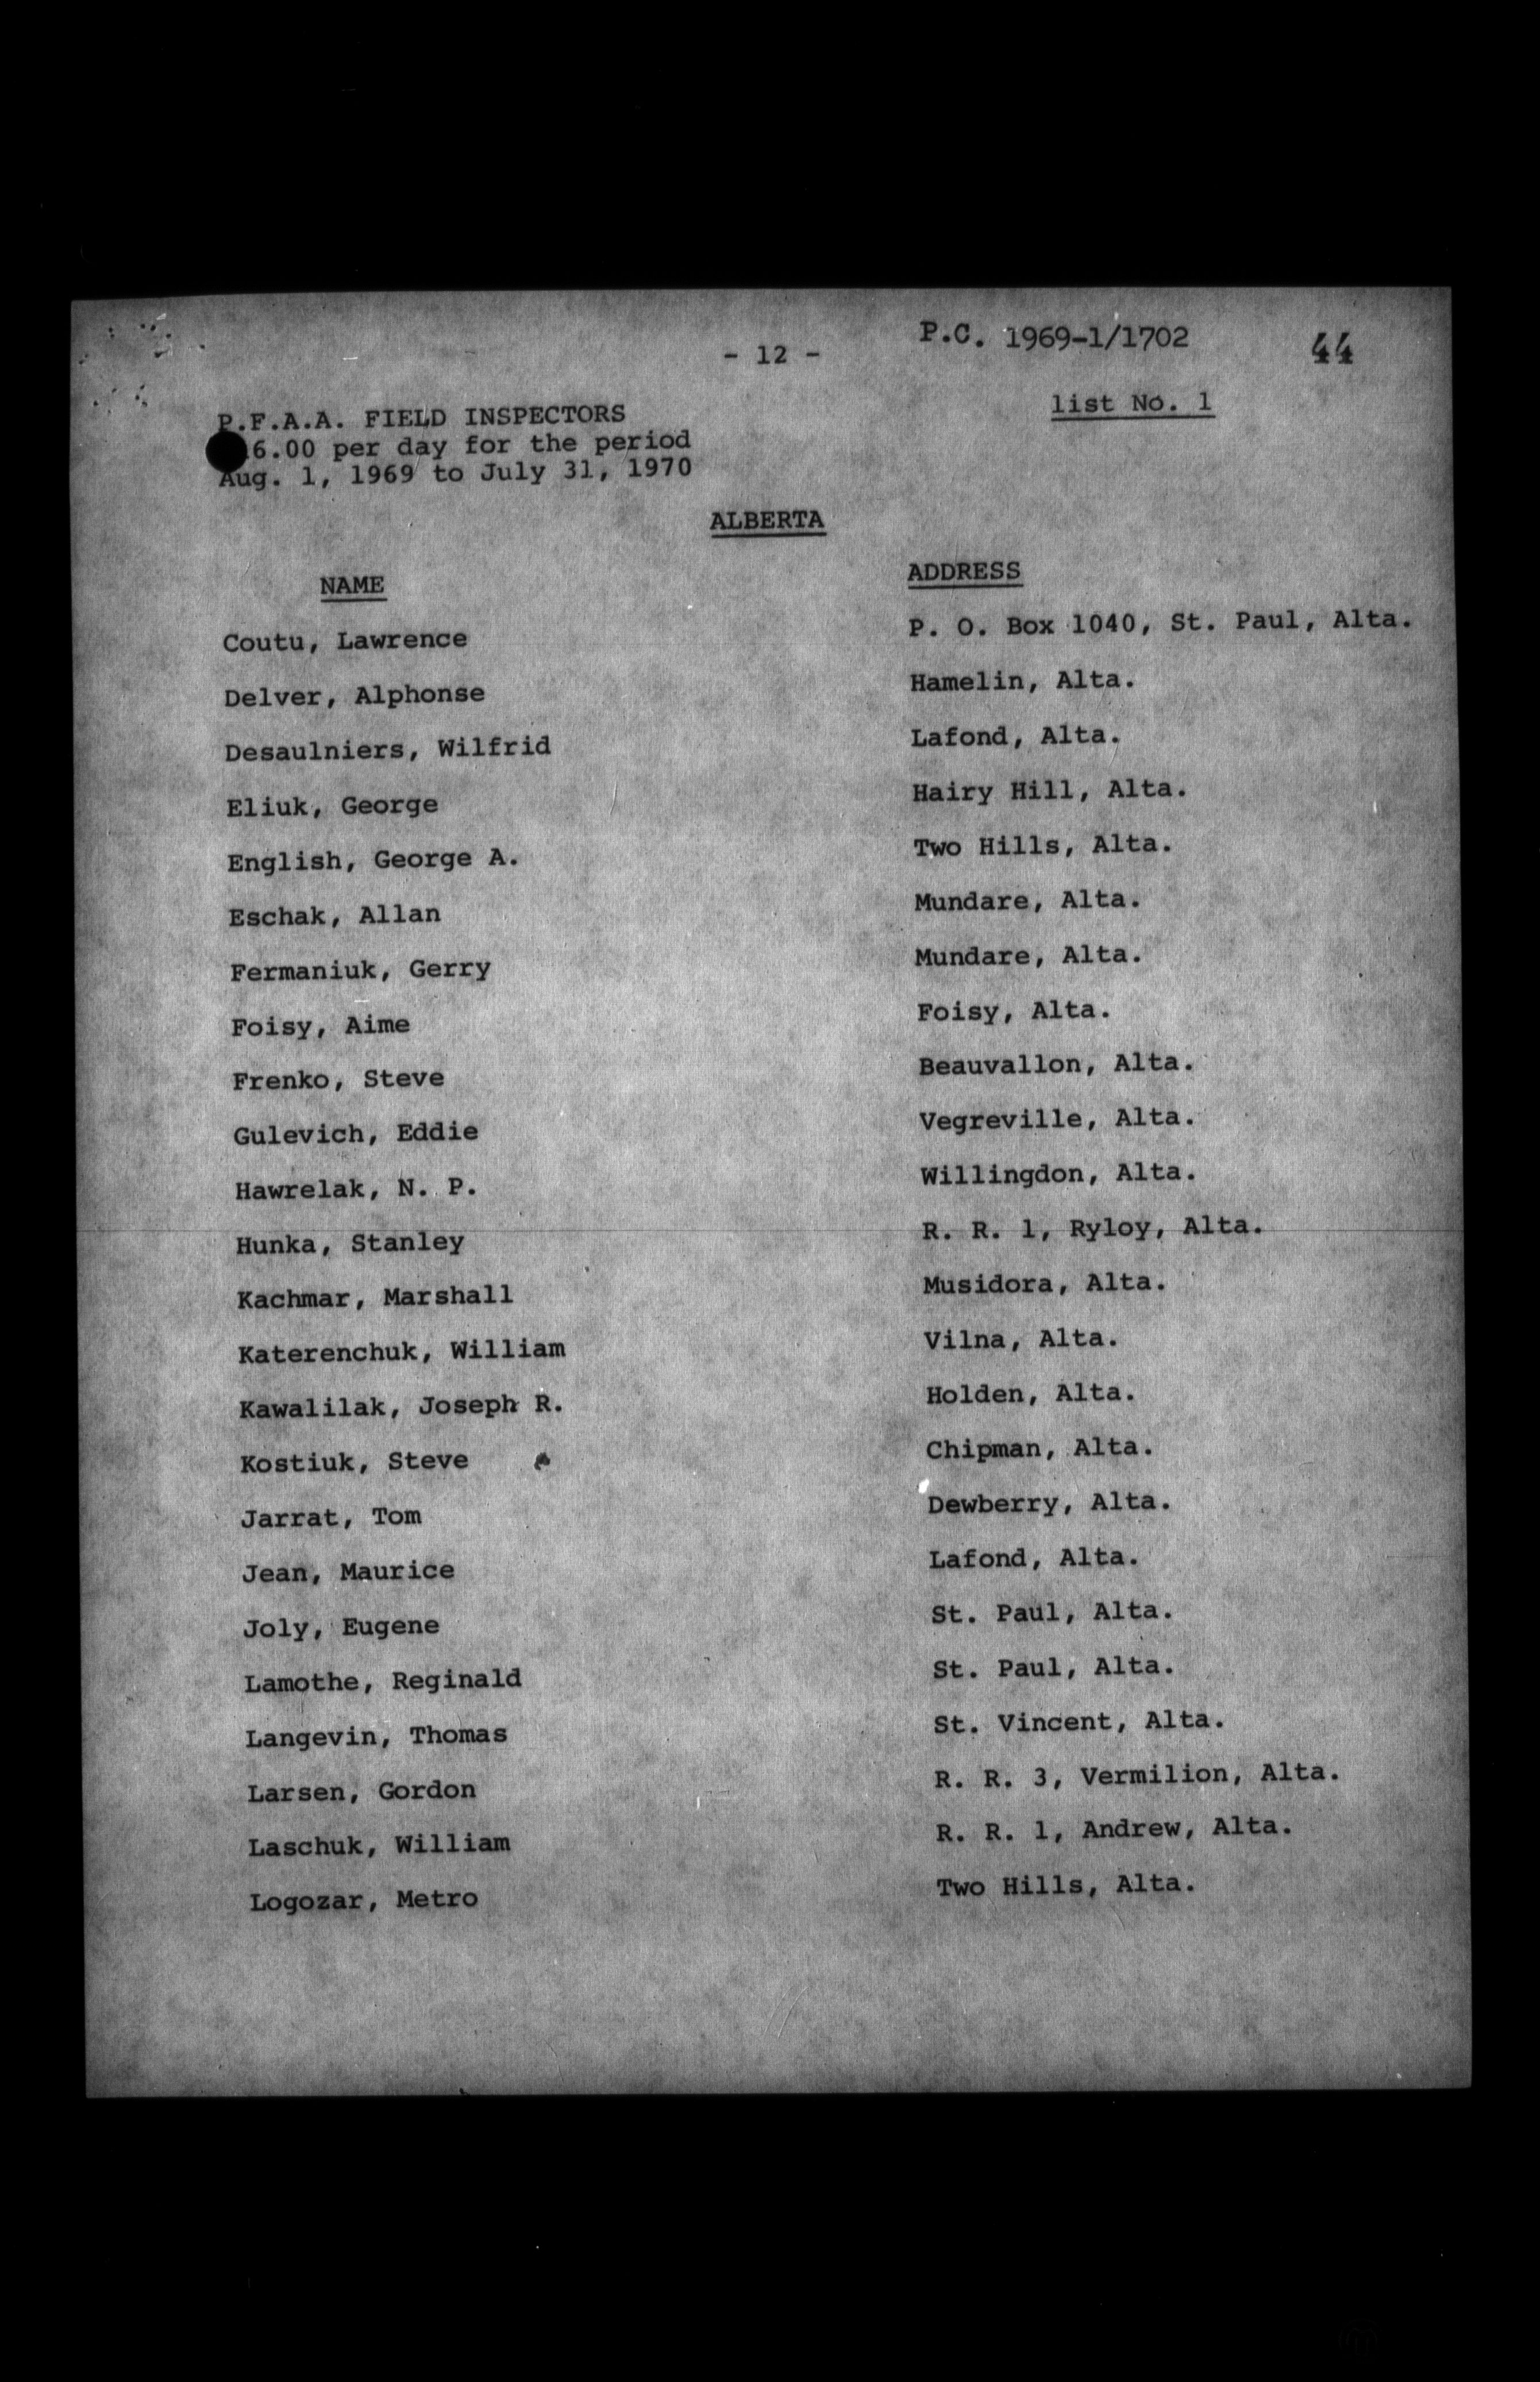 - 12 -
P.C. 1969-1/1702
44
list No. 1
P.F.A.A. FIELD INSPECTORS
6.00 per day for the period
Aug. 1, 1969 to July 31, 1970
ALBERTA
NAME ADDRESS
Coutu, Lawrence P. O. Box 1040, St. Paul, Alta.
Delver, Alphonse Hamelin, Alta.
Desaulniers, Wilfrid Lafond, Alta.
Eliuk, George Hairy Hill, Alta.
English, George A. Two Hills, Alta.
Eschak, Allan Mundare, Alta.
Fermaniuk, Gerry Mundare, Alta.
Foisy, Aime Foisy, Alta.
Frenko, Steve Beauvallon, Alta.
Gulevich, Eddie Vegreville, Alta.
Hawrelak, N. P. Willingdon, Alta.
Hunka, Stanley R. R. 1, Ryloy, Alta.
Kachmar, Marshall Musidora, Alta.
Katerenchuk, William Vilna, Alta.
Kawalilak, Joseph R. Holden, Alta.
Kostiuk, Steve Chipman, Alta.
Jarrat, Tom Dewberry, Alta.
Jean, Maurice Lafond, Alta.
Joly, Eugene St. Paul, Alta.
Lamothe, Reginald St. Paul, Alta.
Langevin, Thomas St. Vincent, Alta.
Larsen, Gordon R. R. 3, Vermilion, Alta.
Laschuk, William R. R. 1, Andrew, Alta.
Logozar, Metro Two Hills, Alta.